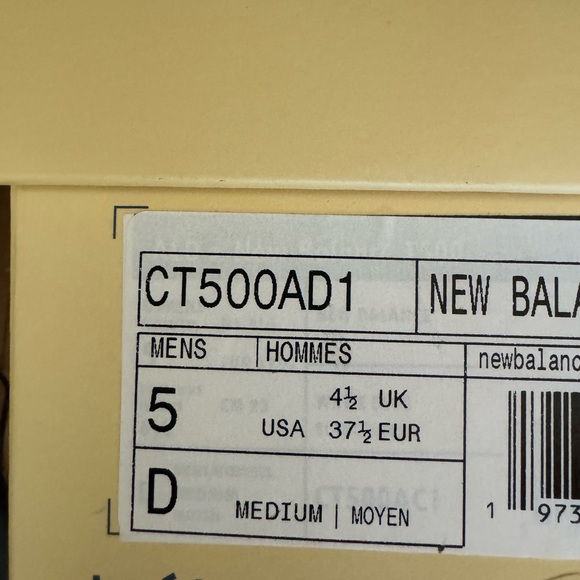 CT500AD1 NEW BALA
MENS HOMMES newbalanc
5 4½ UK
USA 37½ EUR
D MEDIUM | MOYEN
1 973